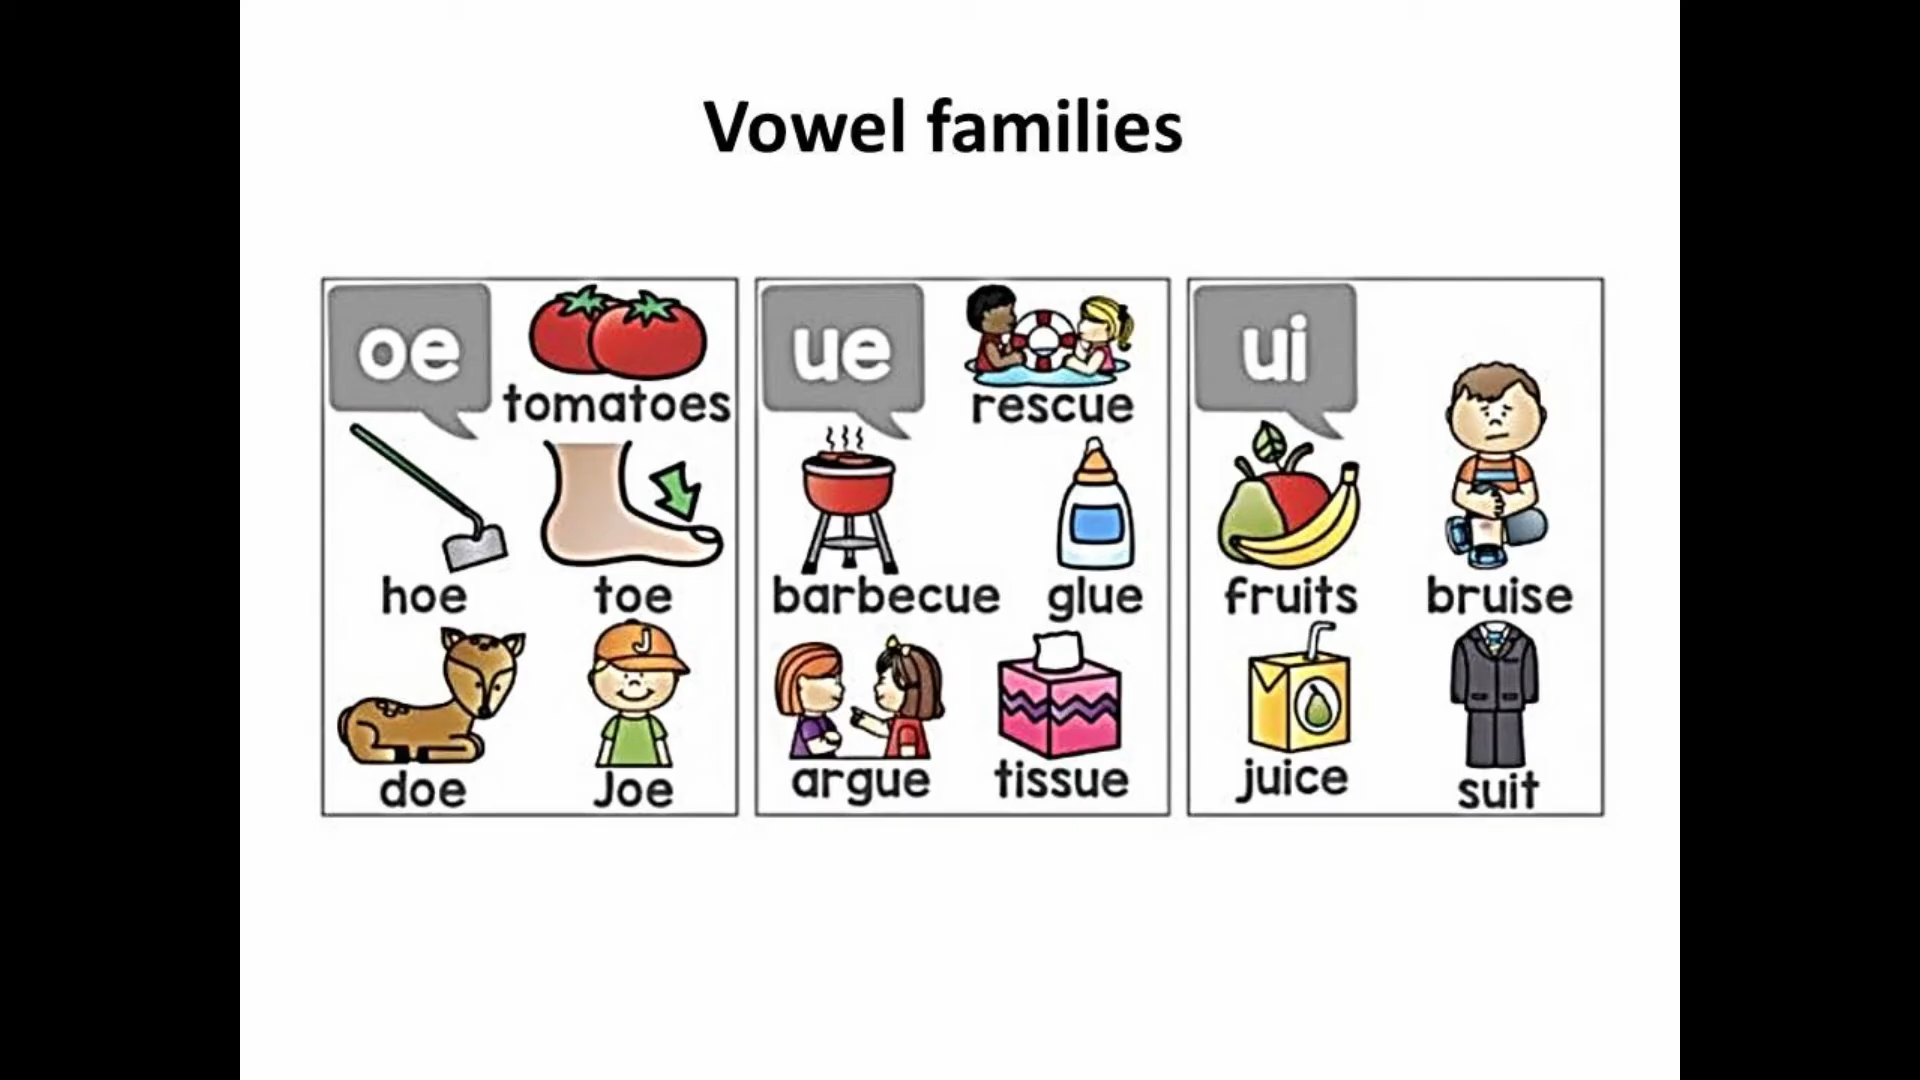 Vowel families
oe
tomatoes
hoe toe
J
doe Joe
ue
rescue
barbecue glue
argue tissue
ui
fruits bruise
juice suit